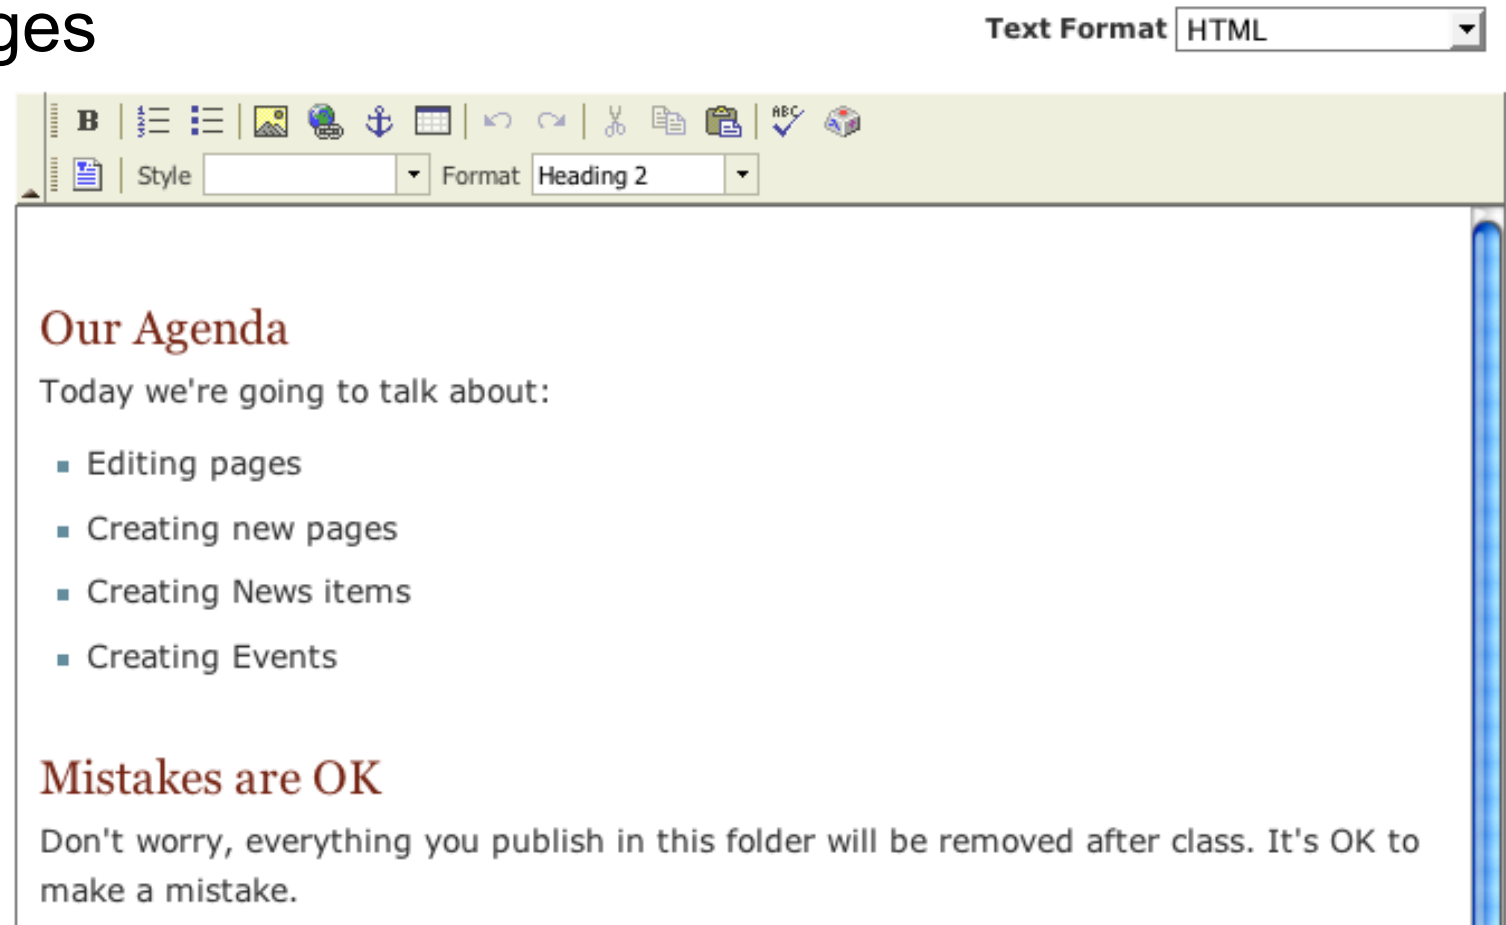 ges
Text Format HTML
B ABC
Style Format Heading 2
Our Agenda
Today we're going to talk about:
Editing pages
Creating new pages
Creating News items
Creating Events
Mistakes are OK
Don't worry, everything you publish in this folder will be removed after class. It's OK to
make a mistake.